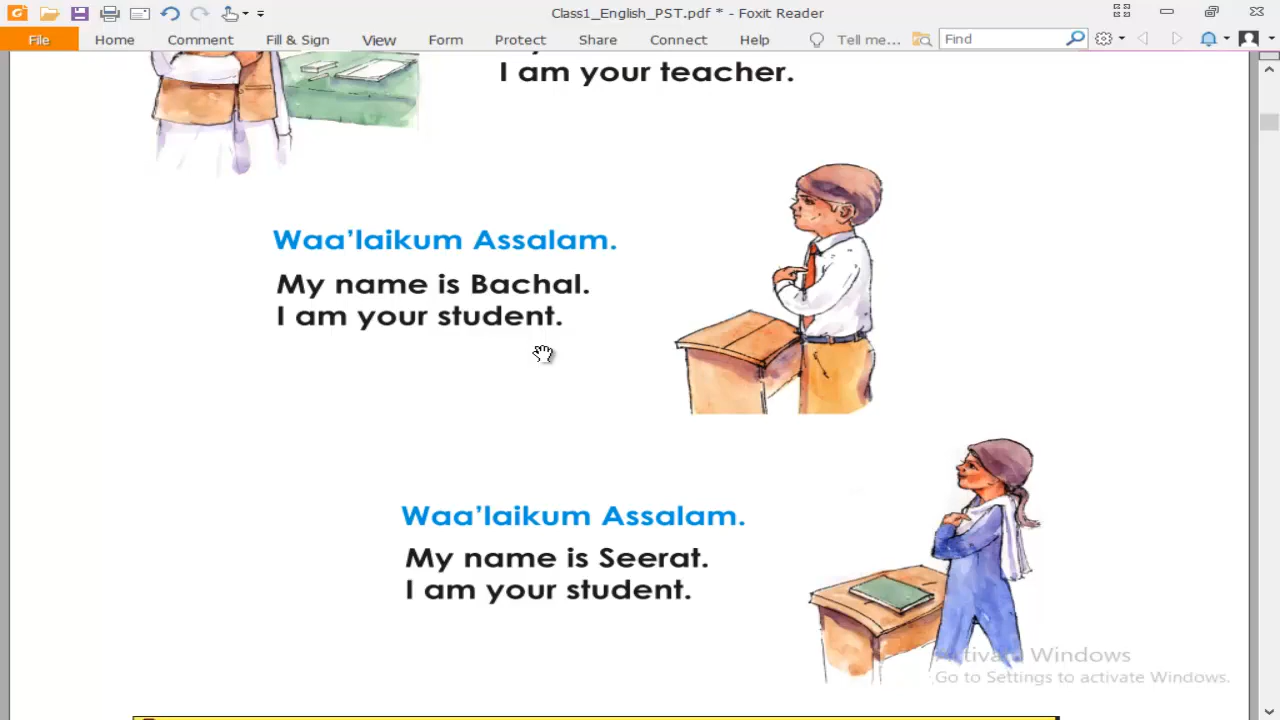 Class1_English_PST.pdf * - Foxit Reader
File Home Comment Fill & Sign View Form Protect Share Connect Help Tell me... Find
I am your teacher.
Waa'laikum Assalam.
My name is Bachal.
I am your student.
Waa'laikum Assalam.
My name is Seerat.
I am your student.
Activate Windows
Go to Settings to activate Windows.